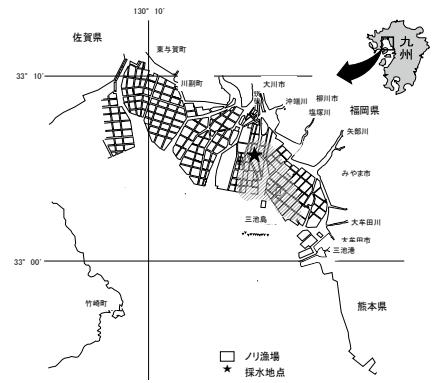 130° 10′
佐賀県
東与賀町
九州
33° 10′
川副町
大川市
筑後川
沖端川
柳川市
塩塚川
福岡県
矢部川
みやま市
三池島
大牟田川
大牟田市
三池港
33° 00′
竹崎町
熊本県
ノリ漁場
採水地点